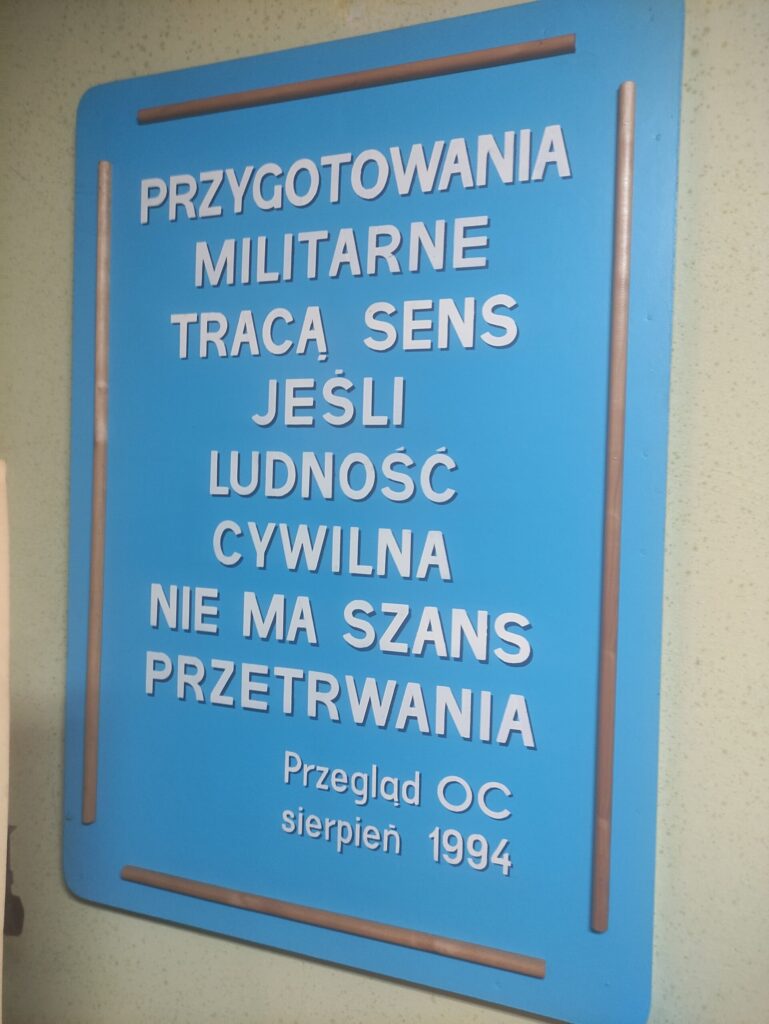 PRZYGOTOWANIA
MILITARNE
TRACĄ SENS
JEŚLI
LUDNOŚĆ
CYWILNA
NIE MA SZANS
PRZETRWANIA
Przegląd OC
sierpień 1994